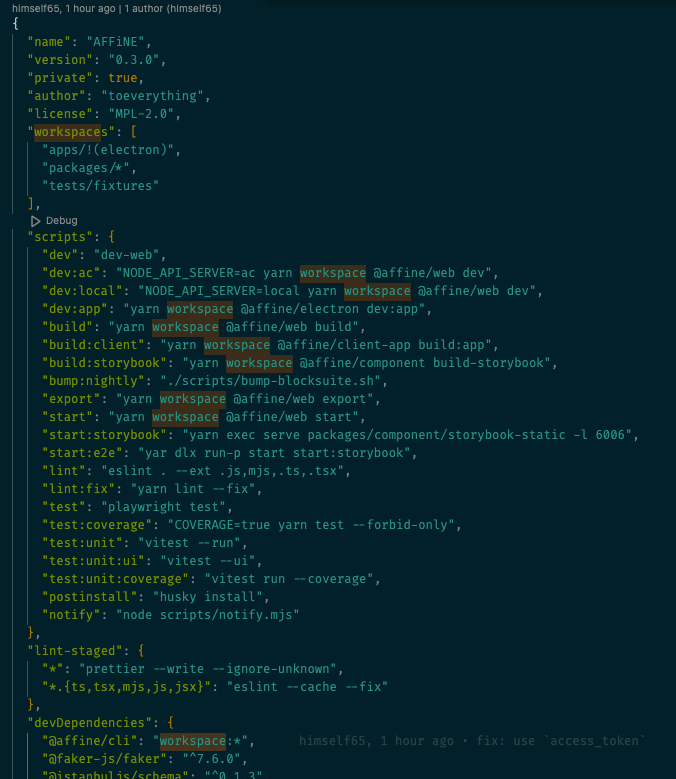 himself65, 1 hour ago | 1 author (himself65)
{
"name": "AFFiNE",
"version": "0.3.0",
"private": true,
"author": "toeverything",
"license": "MPL-2.0",
"workspaces": [
"apps/!(electron)",
"packages/*",
"tests/fixtures"
],
Debug
"scripts": {
"dev": "dev-web",
"dev:ac": "NODE_API_SERVER=ac yarn workspace @affine/web dev",
"dev:local": "NODE_API_SERVER=local yarn workspace @affine/web dev",
"dev:app": "yarn workspace @affine/electron dev:app",
"build": "yarn workspace @affine/web build",
"build:client": "yarn workspace @affine/client-app build:app",
"build:storybook": "yarn workspace @affine/component build-storybook",
"bump:nightly": "./scripts/bump-blocksuite.sh",
"export": "yarn workspace @affine/web export",
"start": "yarn workspace @affine/web start",
"start:storybook": "yarn exec serve packages/component/storybook-static -l 6006",
"start:e2e": "yar dlx run-p start start:storybook",
"lint": "eslint . --ext .js,mjs,.ts,.tsx",
"lint:fix": "yarn lint --fix",
"test": "playwright test",
"test:coverage": "COVERAGE=true yarn test --forbid-only",
"test:unit": "vitest --run",
"test:unit:ui": "vitest --ui",
"test:unit:coverage": "vitest run --coverage",
"postinstall": "husky install",
"notify": "node scripts/notify.mjs"
},
"lint-staged": {
"*": "prettier --write --ignore-unknown",
"*.{ts,tsx,mjs,js,jsx}": "eslint --cache --fix"
},
"devDependencies": {
"@affine/cli": "workspace:*", himself65, 1 hour ago • fix: use `access_token`
"@faker-js/faker": "^7.6.0",
"@istanbuljs/schema": "^0.1.3",